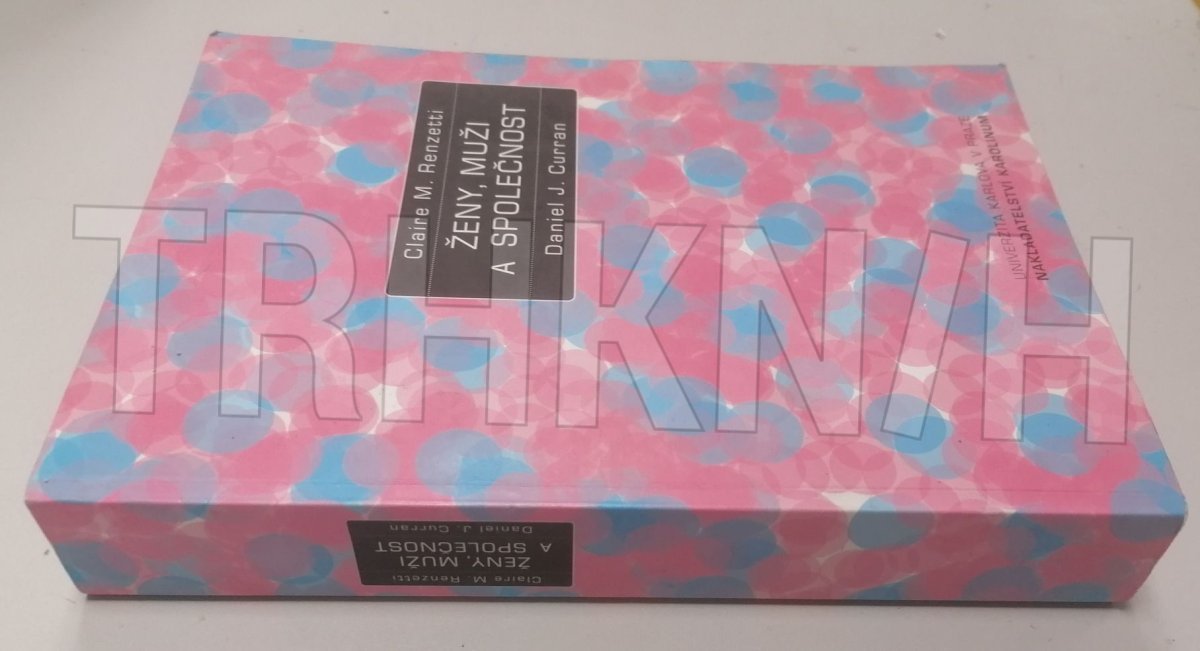 Claire M. Renzetti
ŽENY, MUŽI
A SPOLEČNOST
Daniel J. Curran
UNIVERZITA KARLOVA V PRAZE
NAKLADATELSTVÍ KAROLINUM
Claire M. Renzetti
ŽENY, MUŽI
A SPOLEČNOST
Daniel J. Curran